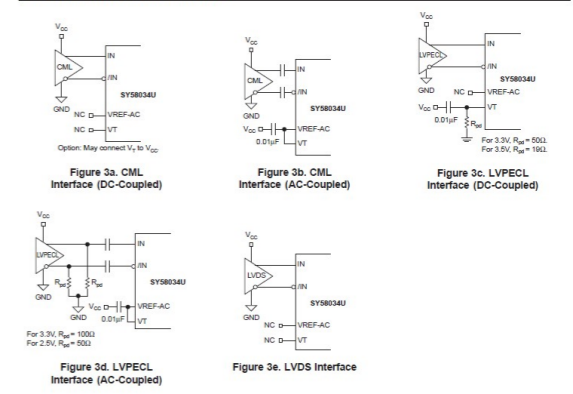 VCC
CML
GND
IN
/IN
SY58034U
NC
VREF-AC
NC
VT
Option: May connect VT to VCC
Figure 3a. CML
Interface (DC-Coupled)
VCC
CML
GND
IN
/IN
SY58034U
VCC
0.01µF
VREF-AC
VT
Figure 3b. CML
Interface (AC-Coupled)
VCC
LVPECL
GND
IN
/IN
SY58034U
NC
VREF-AC
VCC
0.01µF
VT
Rpd
For 3.3V, Rpd = 50Ω.
For 3.5V, Rpd = 19Ω.
Figure 3c. LVPECL
Interface (DC-Coupled)
VCC
LVPECL
GND
Rpd
Rpd
GND
IN
/IN
SY58034U
VCC
0.01µF
VREF-AC
VT
For 3.3V, Rpd = 100Ω
For 2.5V, Rpd = 50Ω
Figure 3d. LVPECL
Interface (AC-Coupled)
VCC
LVDS
GND
IN
/IN
SY58034U
NC
VREF-AC
NC
VT
Figure 3e. LVDS Interface